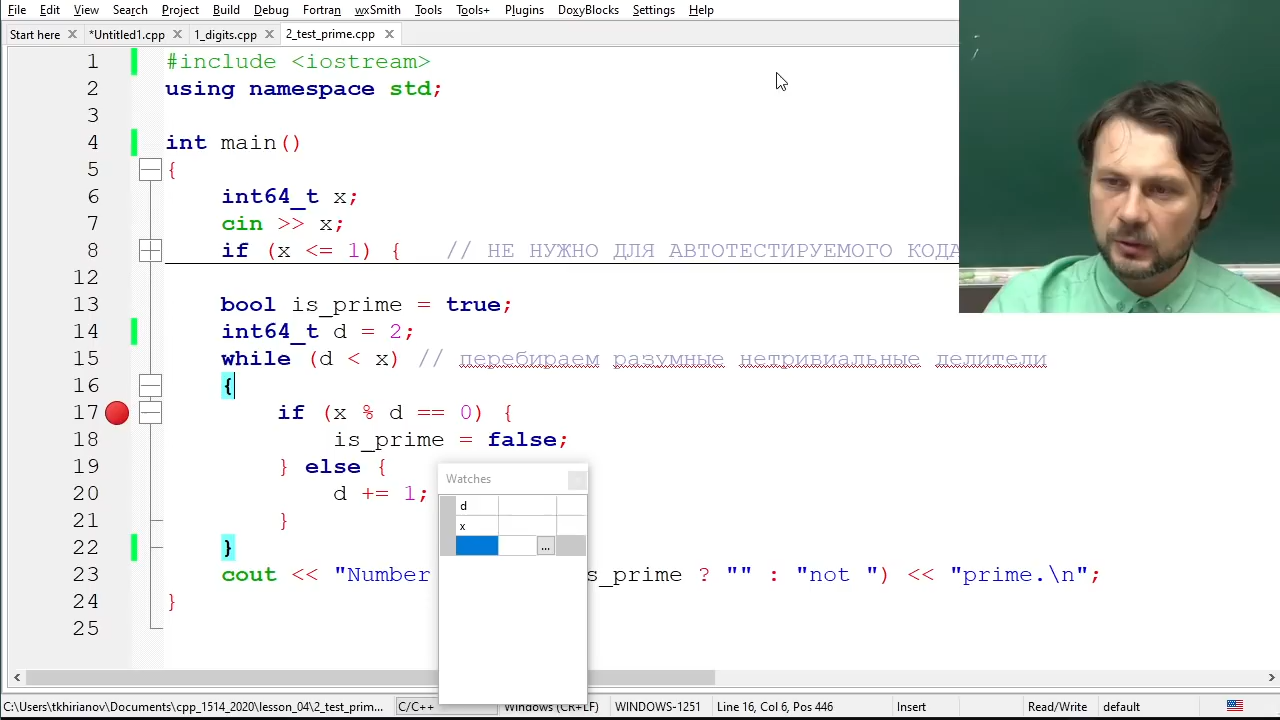 File Edit View Search Project Build Debug Fortran wxSmith Tools Tools+ Plugins DoxyBlocks Settings Help
Start here *Untitled1.cpp 1_digits.cpp 2_test_prime.cpp
1 #include <iostream>
2 using namespace std;
3
4 int main()
5 {
6 int64_t x;
7 cin >> x;
8 if (x <= 1) { // НЕ НУЖНО ДЛЯ АВТОТЕСТИРУЕМОГО КОДА
12
13 bool is_prime = true;
14 int64_t d = 2;
15 while (d < x) // перебираем разумные нетривиальные делители
16 {
17 if (x % d == 0) {
18 is_prime = false;
19 } else {
20 d += 1;
21 }
22 }
23 cout << "Number s_prime ? "" : "not ") << "prime.\n";
24 }
25
Watches
d
x
...
C:\Users\tkhirianov\Documents\cpp_1514_2020\lesson_04\2_test_prim... C/C++ Windows (CR+LF) WINDOWS-1251 Line 16, Col 6, Pos 446 Insert Read/Write default